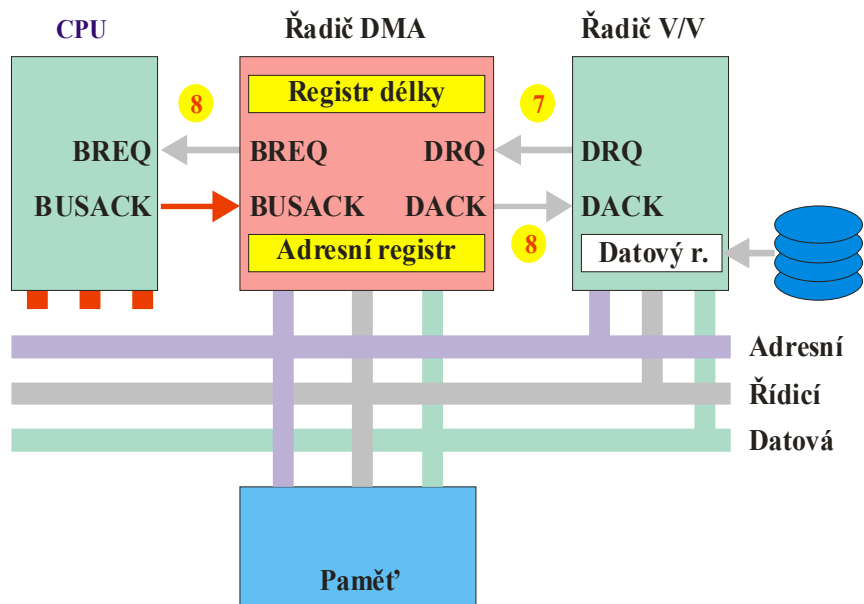 CPU
Řadič DMA
Řadič V/V
8
Registr délky
7
BREQ
BREQ
DRQ
DRQ
BUSACK
BUSACK
DACK
DACK
8
Adresní registr
Datový r.
Adresní
Řídicí
Datová
Paměť